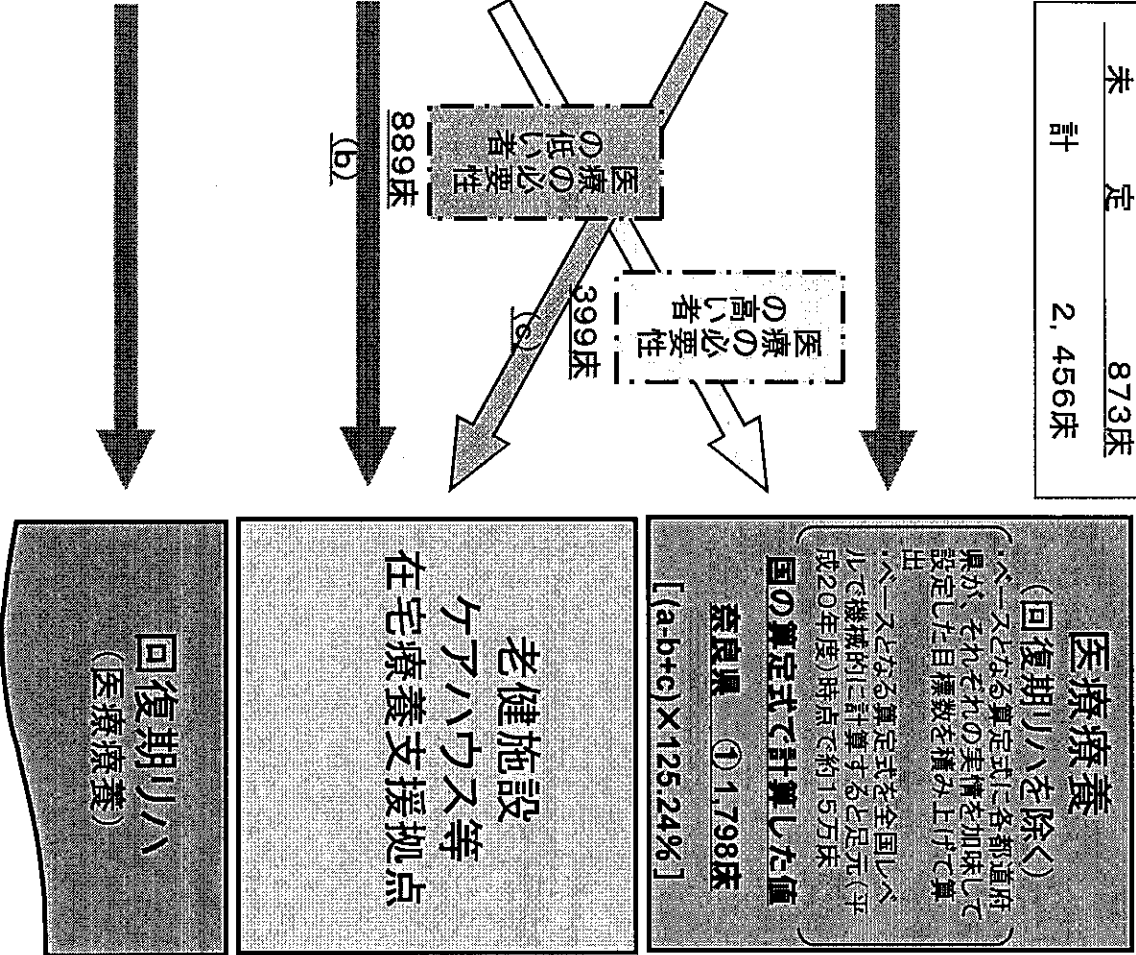 未定 873床
計 2,456床
医療の必要性
の低い者
889床
(b)
医療の必要性
の高い者
399床
(c)
医療療養
(回復期リハを除く)
・ベースとなる算定式に各都道府
県が、それぞれの実情を加味して
設定した目標数を積み上げて算
出
・ベースとなる算定式を全国レベ
ルで機械的に計算すると足元(平
成20年度)時点で約15万床
国の算定式で計算した値
奈良県 ①1,798床
[(a-b+c)×125.24%]
老健施設
ケアハウス等
在宅療養支援拠点
回復期リハ
(医療療養)